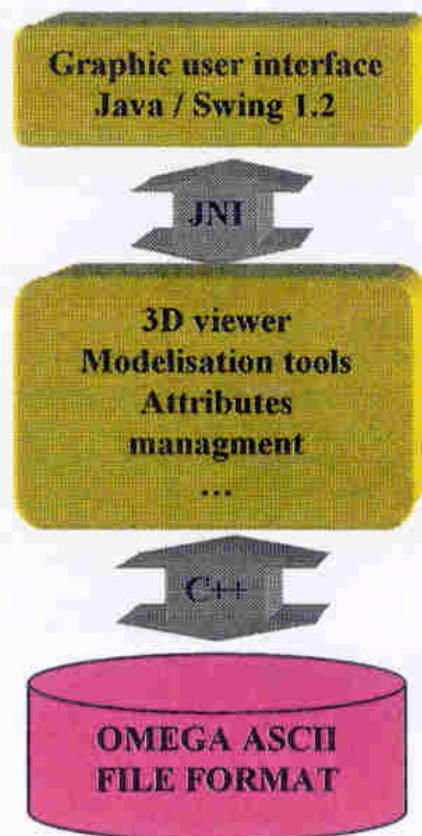 Graphic user interface
Java / Swing 1.2
JNI
3D viewer
Modelisation tools
Attributes
managment
...
C++
OMEGA ASCII
FILE FORMAT